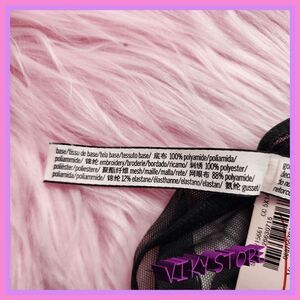 base/tissu de base/tela base/tessuto base/ 底布 100% polyamide/poliamida/
poliammide/ 锦纶 embroidery/broderie/bordado/ricamo/ 刺绣 100% polyester/
poliéster/poliestere/ 聚酯纤维 mesh/maille/malla/rete/ 网眼布 88% polyamide/poliamida/
poliammide/ 锦纶 12% elastane/élasthanne/elastano/elastan/ 氨纶 gusset/
VIKY STORE